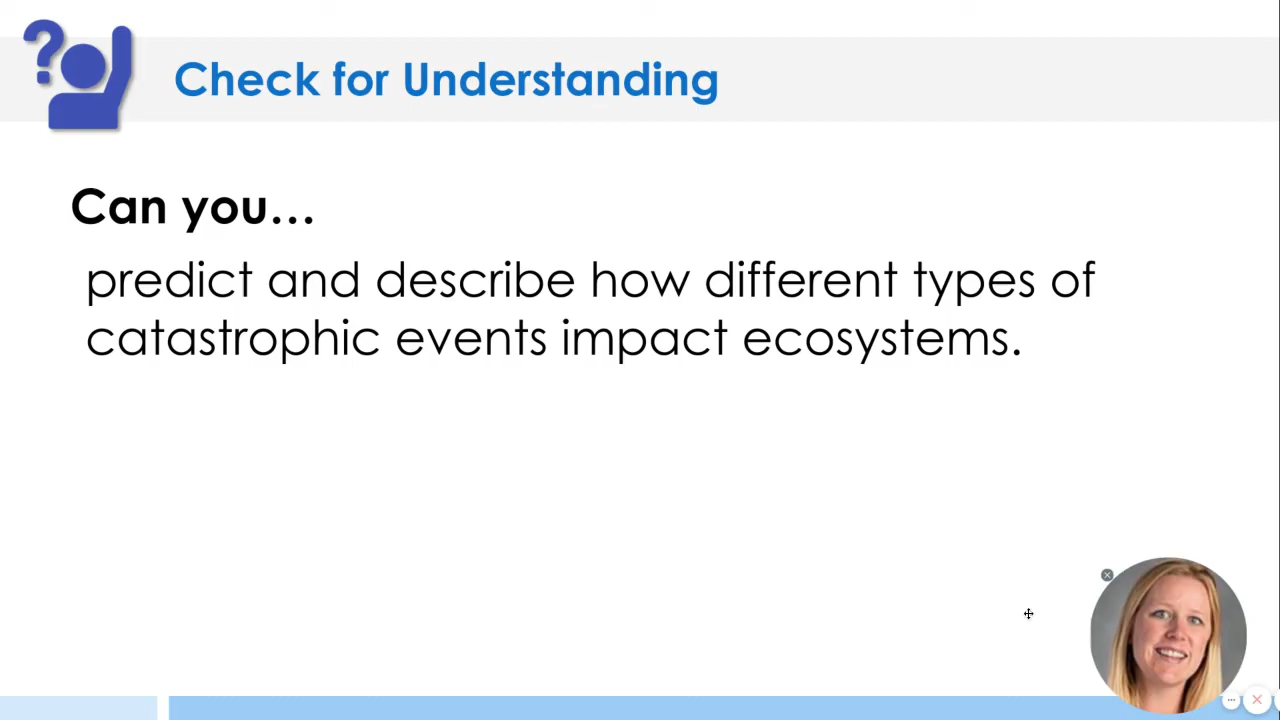 Check for Understanding
Can you…
predict and describe how different types of
catastrophic events impact ecosystems.